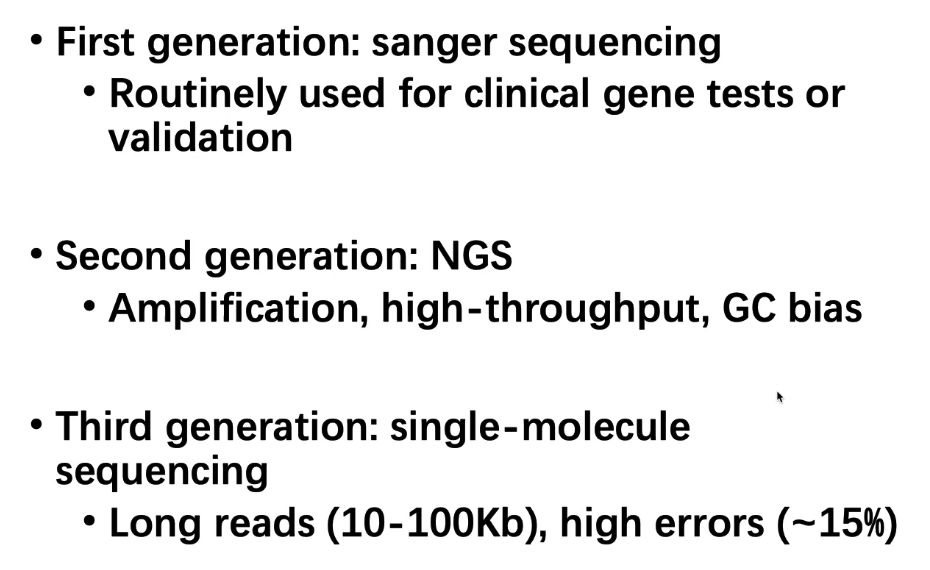 • First generation: sanger sequencing
• Routinely used for clinical gene tests or
validation
• Second generation: NGS
• Amplification, high-throughput, GC bias
• Third generation: single-molecule
sequencing
• Long reads (10-100Kb), high errors (~15%)